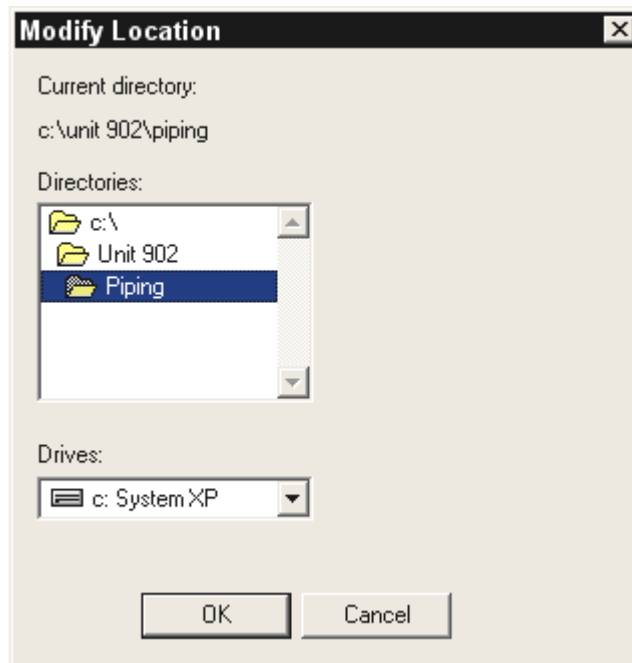 Modify Location
Current directory:
c:\unit 902\piping
Directories:
c:\
Unit 902
Piping
Drives:
c: System XP
OK
Cancel